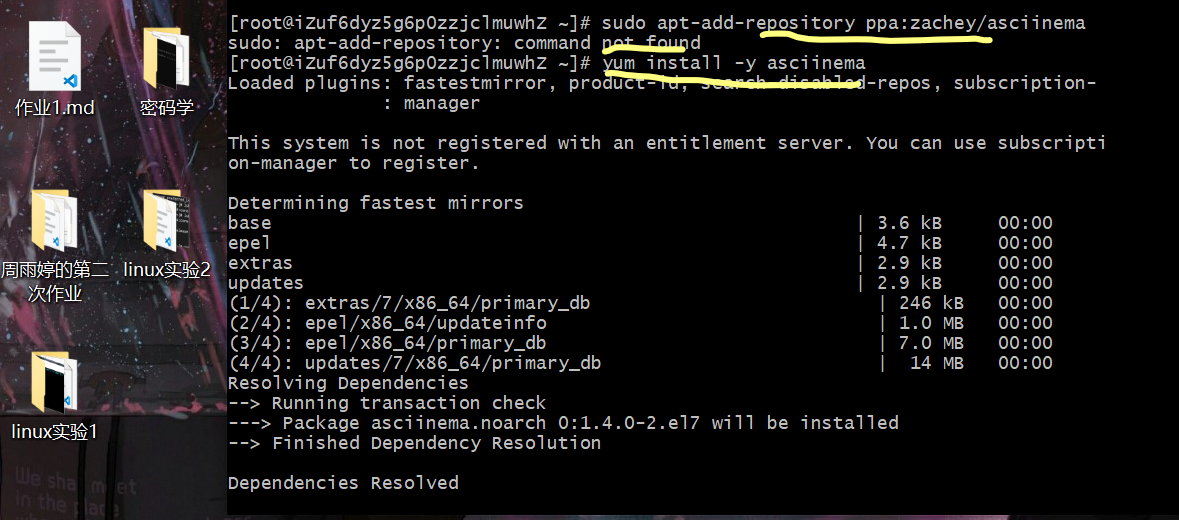 作业1.md
密码学
周雨婷的第二
次作业
linux实验2
linux实验1
We shall meet
in the place
[root@iZuf6dyz5g6p0zzjclmuwhZ ~]# sudo apt-add-repository ppa:zachey/asciinema
sudo: apt-add-repository: command not found
[root@iZuf6dyz5g6p0zzjclmuwhZ ~]# yum install -y asciinema
Loaded plugins: fastestmirror, product-id, search-disabled-repos, subscription-
: manager
This system is not registered with an entitlement server. You can use subscripti
on-manager to register.
Determining fastest mirrors
base | 3.6 kB 00:00
epel | 4.7 kB 00:00
extras | 2.9 kB 00:00
updates | 2.9 kB 00:00
(1/4): extras/7/x86_64/primary_db | 246 kB 00:00
(2/4): epel/x86_64/updateinfo | 1.0 MB 00:00
(3/4): epel/x86_64/primary_db | 7.0 MB 00:00
(4/4): updates/7/x86_64/primary_db | 14 MB 00:00
Resolving Dependencies
--> Running transaction check
---> Package asciinema.noarch 0:1.4.0-2.el7 will be installed
--> Finished Dependency Resolution
Dependencies Resolved